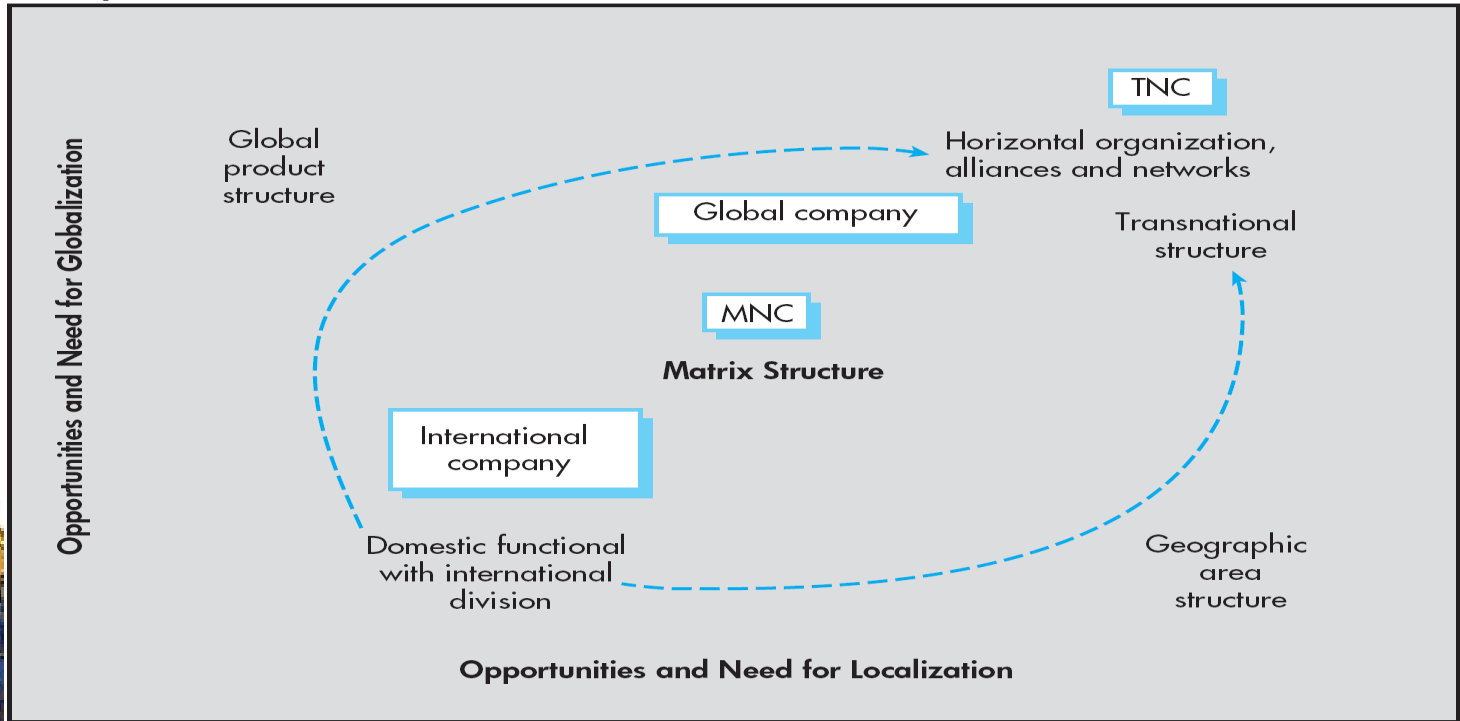 TNC
Global
product
structure
Horizontal organization,
alliances and networks
Global company
Transnational
structure
MNC
Matrix Structure
International
company
Domestic functional
with international
division
Geographic
area
structure
Opportunities and Need for Globalization
Opportunities and Need for Localization